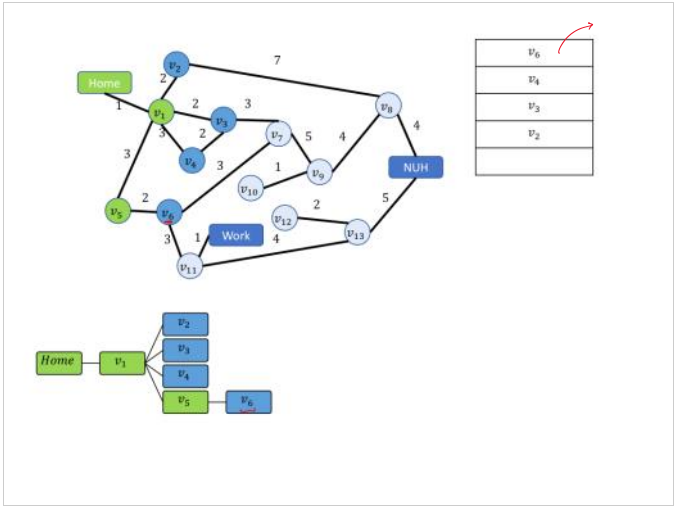 Home
1
v₂
2
7
v₁
2
v₃
3
3
2
v₄
v₇
5
v₈
4
4
v₉
1
v₁₀
3
NUH
5
3
v₅
2
v₆
3
1
Work
v₁₁
4
v₁₂
2
v₁₃
v₆
v₄
v₃
v₂
Home
v₁
v₂
v₃
v₄
v₅
v₆